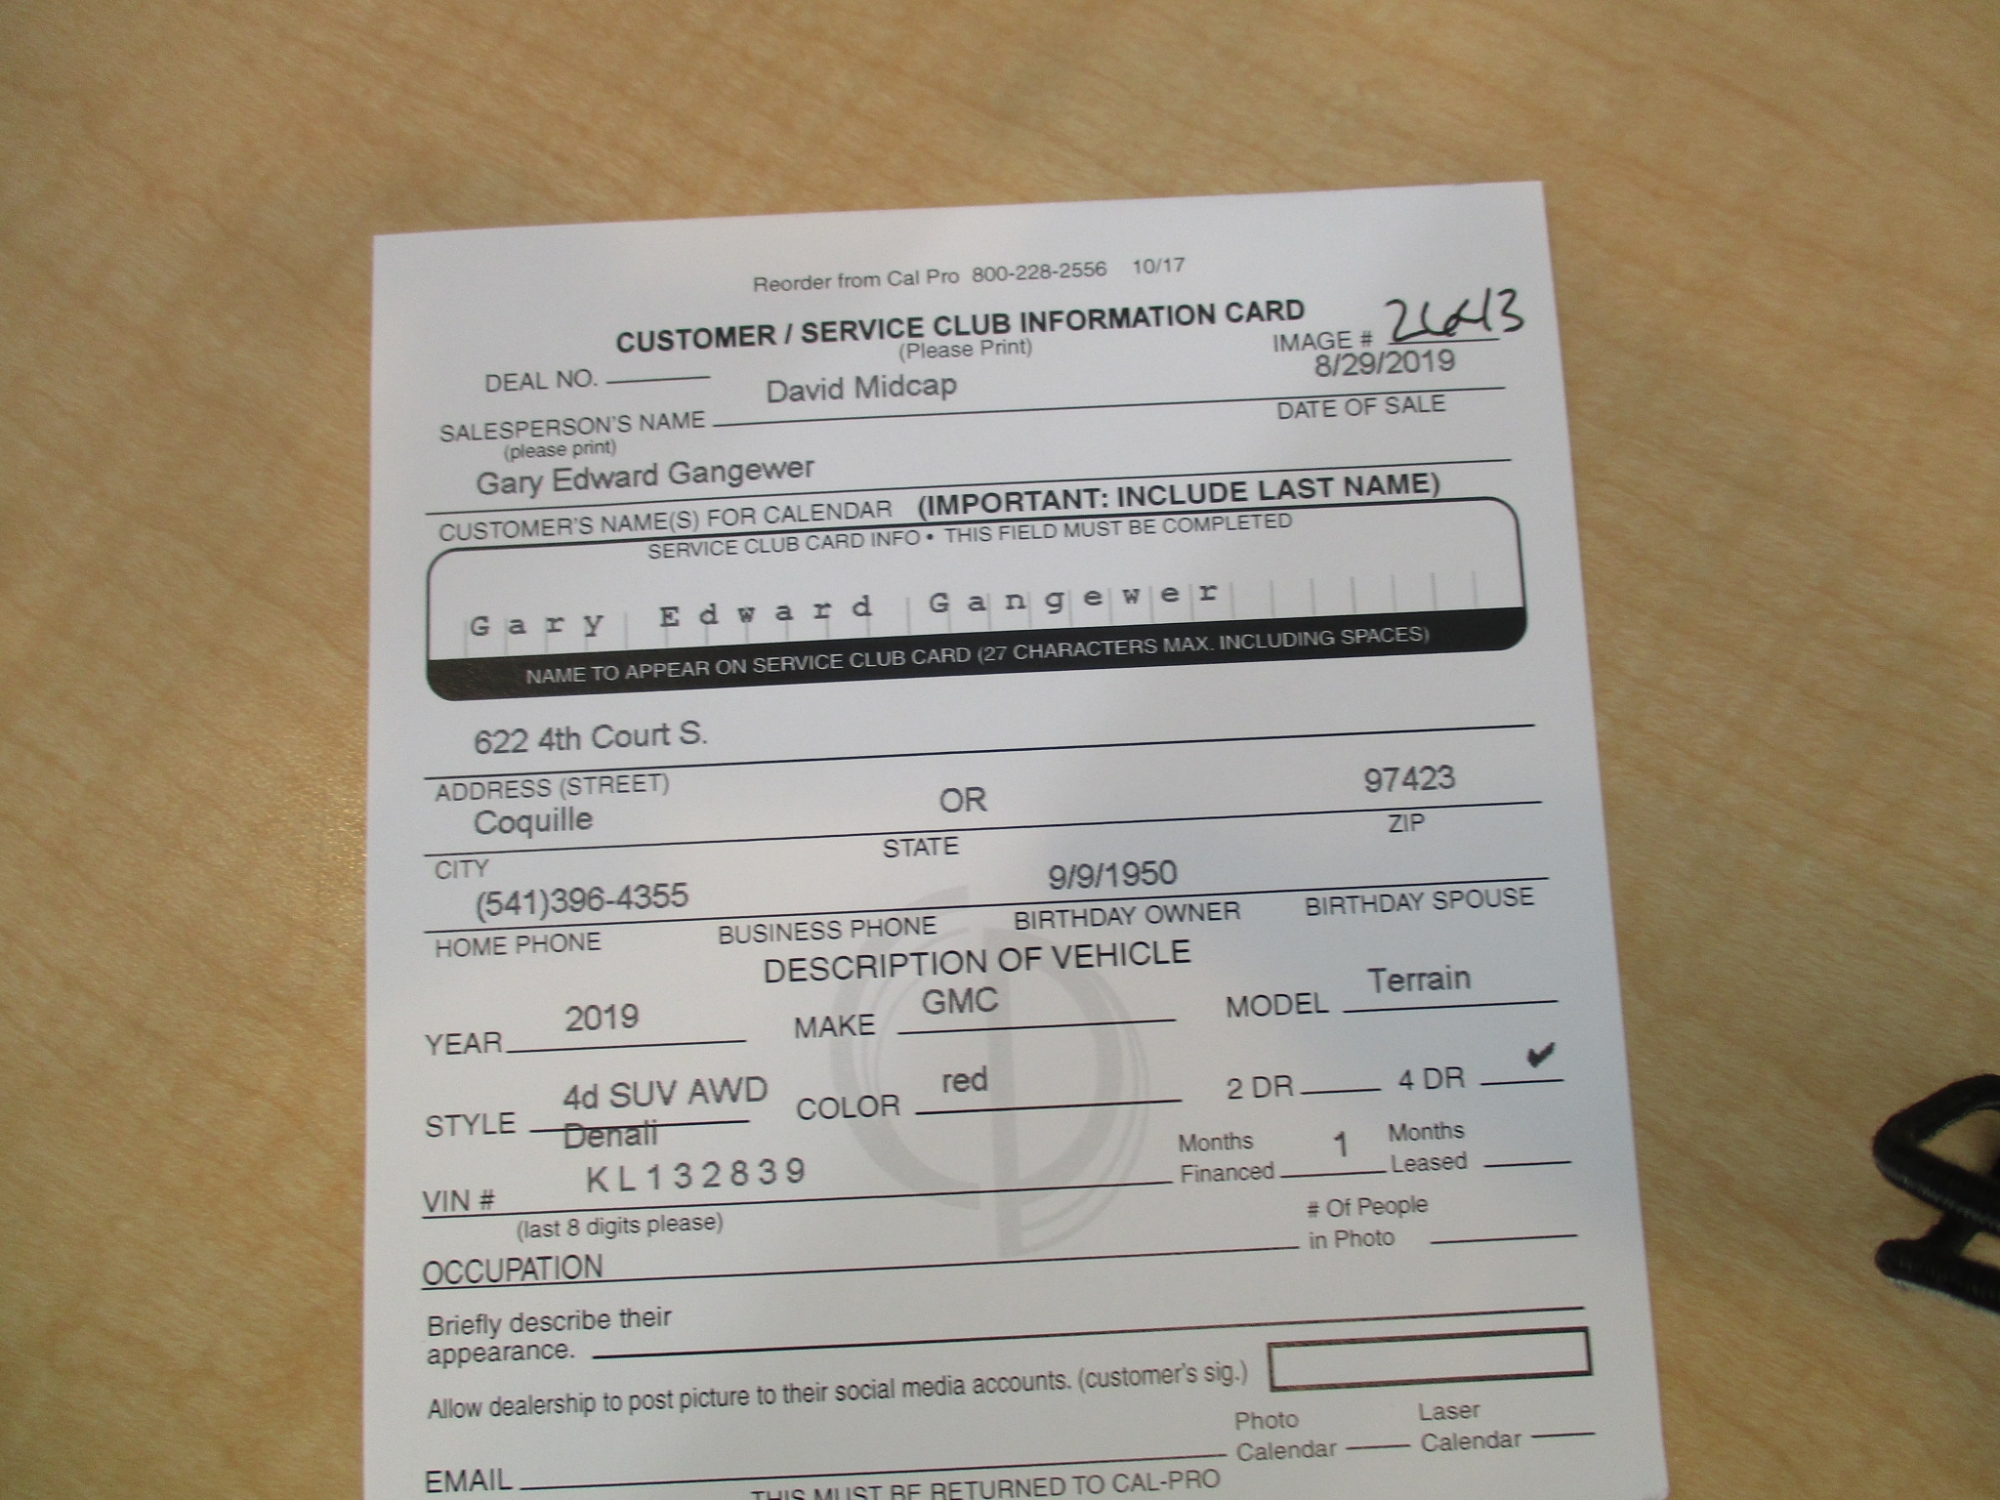 Reorder from Cal Pro 800-228-2556 10/17
CUSTOMER / SERVICE CLUB INFORMATION CARD
(Please Print)
IMAGE #
DEAL NO.
8/29/2019
David Midcap
SALESPERSON'S NAME
DATE OF SALE
(please print)
Gary Edward Gangewer
CUSTOMER'S NAME(S) FOR CALENDAR (IMPORTANT: INCLUDE LAST NAME)
SERVICE CLUB CARD INFO • THIS FIELD MUST BE COMPLETED
Gary Edward Gangewer
NAME TO APPEAR ON SERVICE CLUB CARD (27 CHARACTERS MAX. INCLUDING SPACES)
622 4th Court S.
ADDRESS (STREET)
Coquille OR 97423
CITY STATE ZIP
(541)396-4355 9/9/1950
HOME PHONE BUSINESS PHONE BIRTHDAY OWNER BIRTHDAY SPOUSE
DESCRIPTION OF VEHICLE
YEAR 2019 MAKE GMC MODEL Terrain
STYLE 4d SUV AWD COLOR red 2 DR 4 DR ✔
Denali
VIN # KL132839 Months Financed 1 Months Leased
(last 8 digits please)
OCCUPATION # Of People in Photo
Briefly describe their
appearance.
Allow dealership to post picture to their social media accounts. (customer's sig.)
EMAIL Photo Calendar Laser Calendar
THIS MUST BE RETURNED TO CAL-PRO